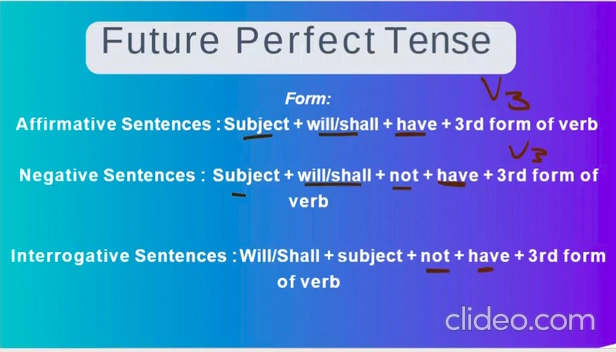 Future Perfect Tense
Form:
V3
Affirmative Sentences : Subject + will/shall + have + 3rd form of verb
V3
Negative Sentences : Subject + will/shall + not + have + 3rd form of
verb
Interrogative Sentences : Will/Shall + subject + not + have + 3rd form
of verb
clideo.com